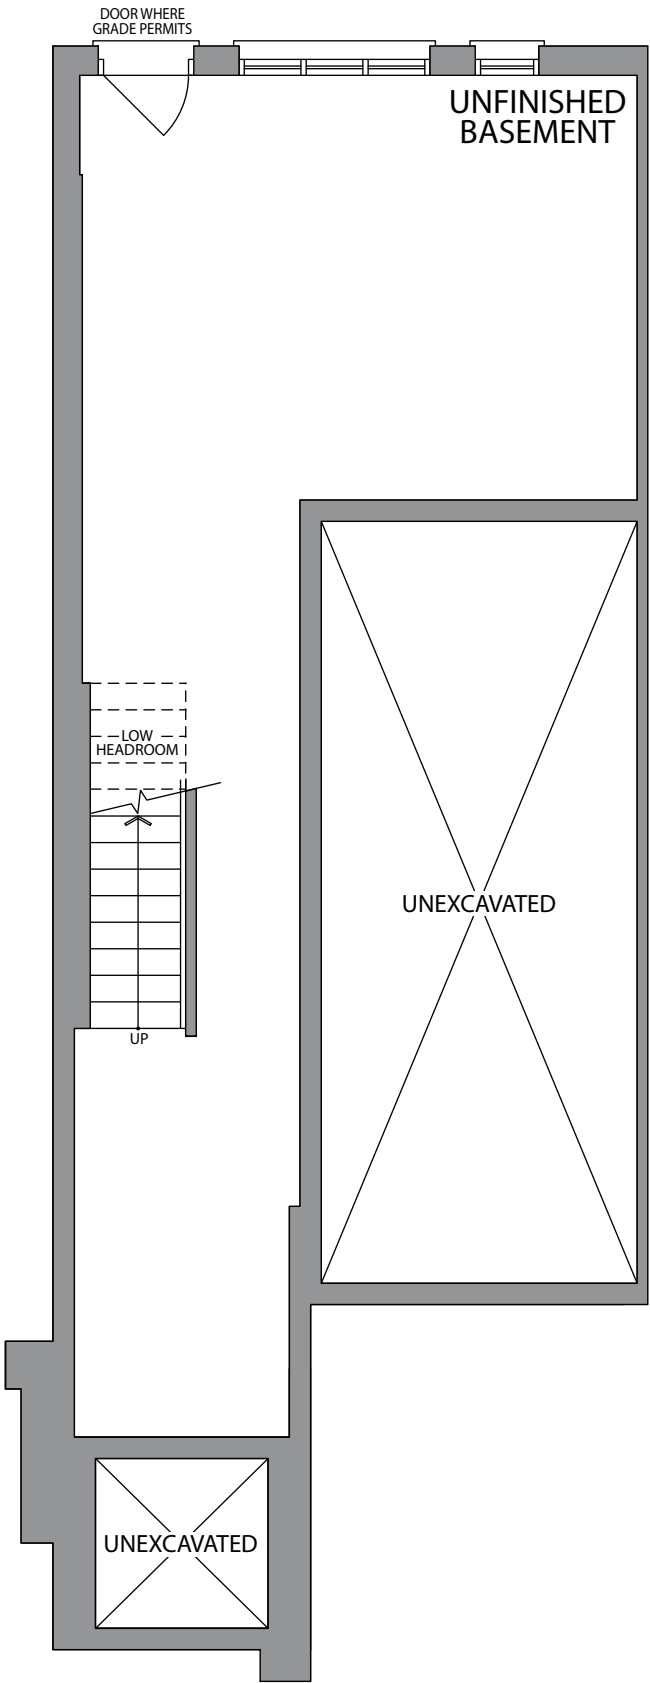 DOOR WHERE
GRADE PERMITS
UNFINISHED
BASEMENT
LOW
HEADROOM
UNEXCAVATED
UP
UNEXCAVATED